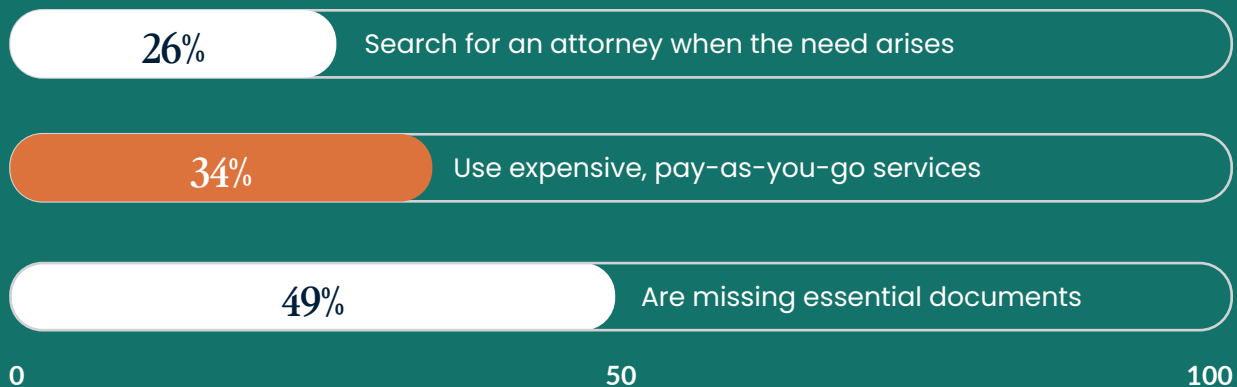 26% Search for an attorney when the need arises
34% Use expensive, pay-as-you-go services
49% Are missing essential documents
0 50 100